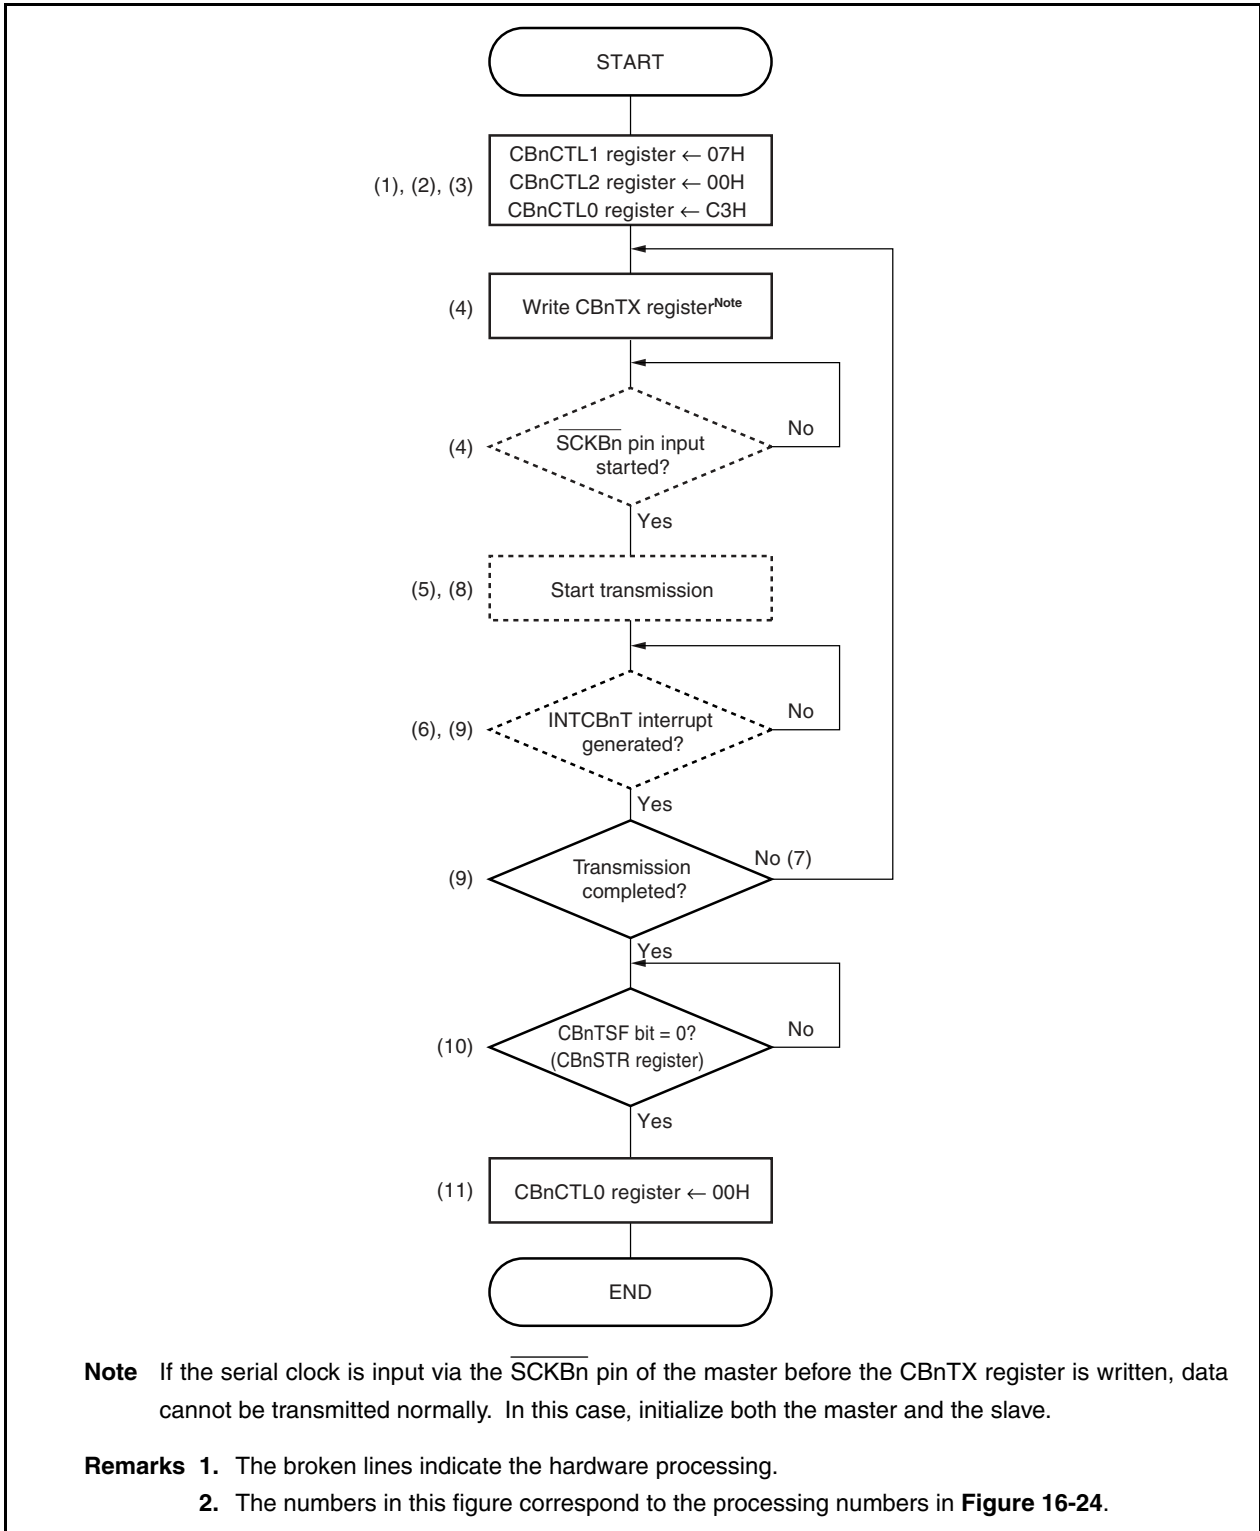 START
CBnCTL1 register ← 07H
(1), (2), (3)
CBnCTL2 register ← 00H
CBnCTL0 register ← C3H
(4)
Write CBnTX registerNote
No
(4)
SCKBn pin input
started?
Yes
(5), (8)
Start transmission
No
(6), (9)
INTCBnT interrupt
generated?
Yes
No (7)
(9)
Transmission
completed?
Yes
No
(10)
CBnTSF bit = 0?
(CBnSTR register)
Yes
(11)
CBnCTL0 register ← 00H
END
Note If the serial clock is input via the SCKBn pin of the master before the CBnTX register is written, data
cannot be transmitted normally. In this case, initialize both the master and the slave.
Remarks 1. The broken lines indicate the hardware processing.
2. The numbers in this figure correspond to the processing numbers in Figure 16-24.